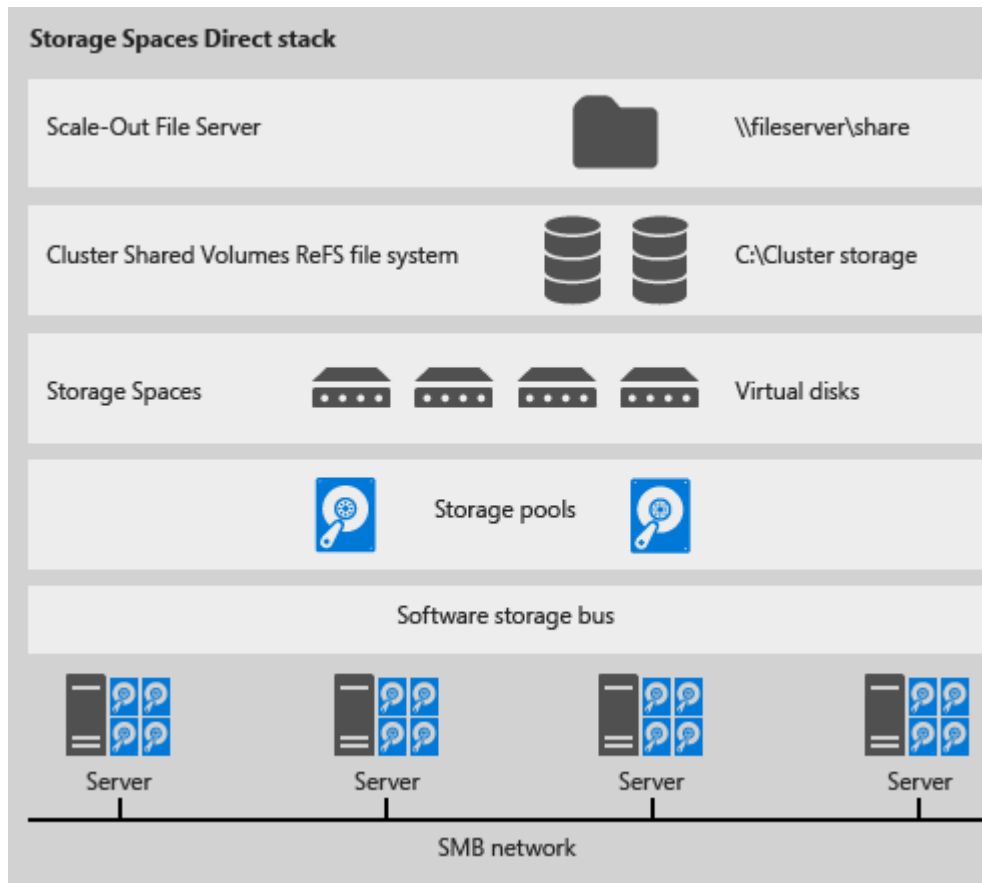 Storage Spaces Direct stack
Scale-Out File Server
\\fileserver\share
Cluster Shared Volumes ReFS file system
C:\Cluster storage
Storage Spaces
Virtual disks
Storage pools
Software storage bus
Server
Server
Server
Server
SMB network